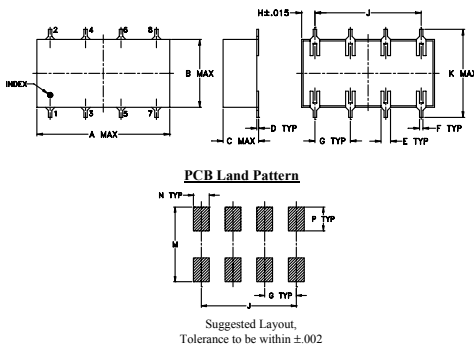 H±.015
J
2
4
6
8
B MAX
K MAX
INDEX
1
3
5
7
D TYP
A MAX
C MAX
G TYP
E TYP
F TYP
PCB Land Pattern
N TYP
P TYP
M
G TYP
J
Suggested Layout,
Tolerance to be within ±.002